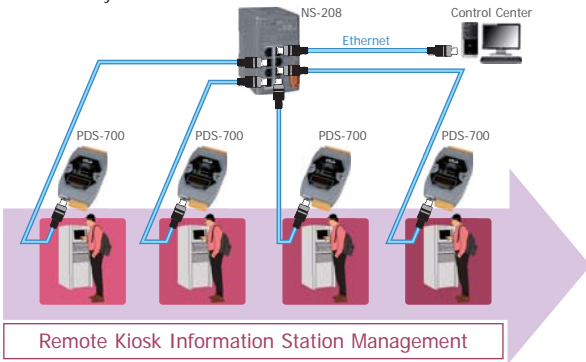 NS-208
Control Center
Ethernet
PDS-700
PDS-700
PDS-700
PDS-700
Remote Kiosk Information Station Management